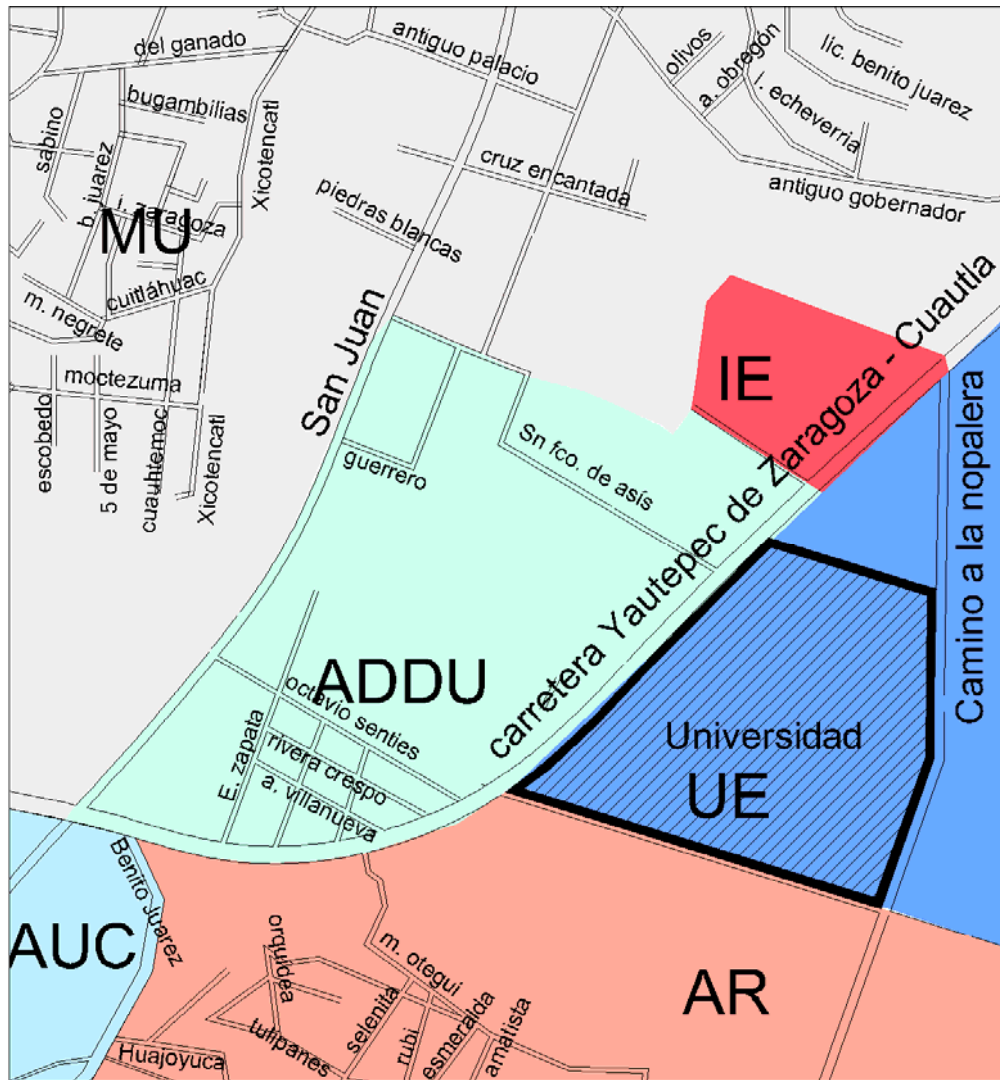 del ganado
antiguo palacio
olivos
a. obregón
lic. benito juarez
l. echeverria
bugambilias
sabino
b. juarez
Xicotencatl
cruz encantada
antiguo gobernador
piedras blancas
i. zaragoza
MU
cuitláhuac
m. negrete
San Juan
moctezuma
IE
carretera Yautepec de Zaragoza - Cuautla
escobedo
5 de mayo
cuauhtemoc
Xicotencatl
guerrero
Sn fco. de asís
Camino a la nopalera
ADDU
octavio senties
E. zapata
rivera crespo
a. villanueva
Universidad
UE
Benito Juarez
AUC
orquidea
m. otegui
AR
selenita
rubi
esmeralda
amatista
tulipanes
Huajoyuca